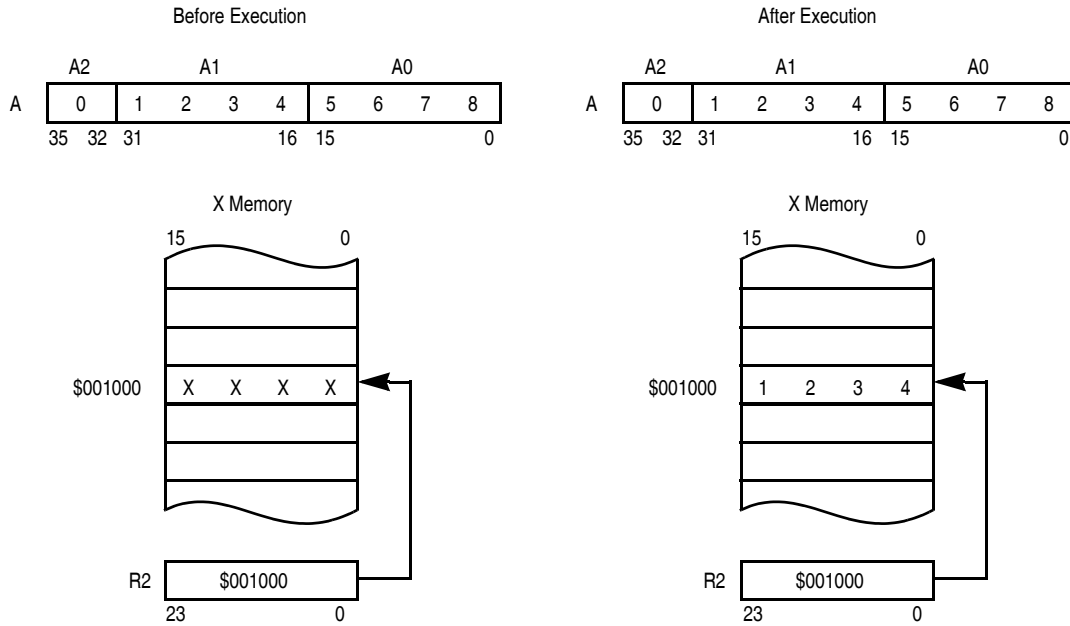 Before Execution
A2 A1 A0
A 0 1 2 3 4 5 6 7 8
35 32 31 16 15 0
X Memory
15 0
$001000 X X X X
R2 $001000
23 0
After Execution
A2 A1 A0
A 0 1 2 3 4 5 6 7 8
35 32 31 16 15 0
X Memory
15 0
$001000 1 2 3 4
R2 $001000
23 0